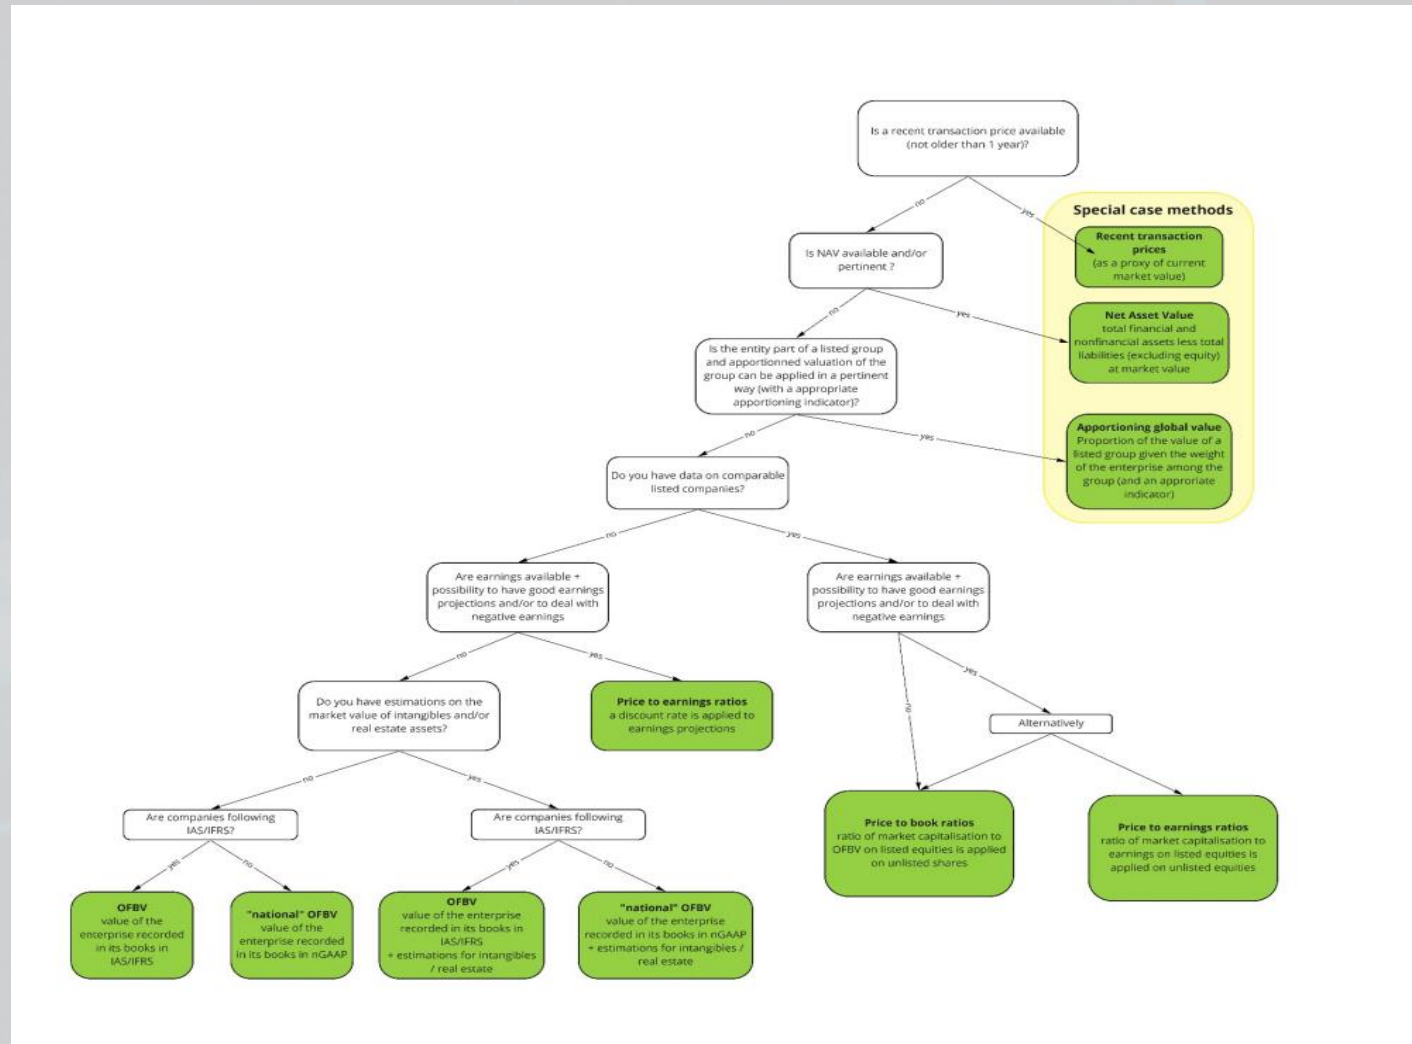 Is a recent transaction price available
(not older than 1 year)?
no
yes
Special case methods
Recent transaction
prices
(as a proxy of current
market value)
Is NAV available and/or
pertinent ?
no
yes
Net Asset Value
total financial and
nonfinancial assets less total
liabilities (excluding equity)
at market value
Is the entity part of a listed group
and apportionned valuation of the
group can be applied in a pertinent
way (with a appropriate
apportioning indicator)?
no
yes
Apportioning global value
Proportion of the value of a
listed group given the weight
of the enterprise among the
group (and an approriate
indicator)
Do you have data on comparable
listed companies?
no
yes
Are earnings available +
possibility to have good earnings
projections and/or to deal with
negative earnings
Are earnings available +
possibility to have good earnings
projections and/or to deal with
negative earnings
no
yes
no
yes
Do you have estimations on the
market value of intangibles and/or
real estate assets?
Price to earnings ratios
a discount rate is applied to
earnings projections
Alternatively
no
yes
Are companies following
IAS/IFRS?
Are companies following
IAS/IFRS?
Price to book ratios
ratio of market capitalisation to
OFBV on listed equities is applied
on unlisted shares
Price to earnings ratios
ratio of market capitalisation to
earnings on listed equities is
applied on unlisted equities
yes
no
yes
no
OFBV
value of the
enterprise recorded
in its books in
IAS/IFRS
"national" OFBV
value of the
enterprise recorded
in its books in nGAAP
OFBV
value of the enterprise
recorded in its books in
IAS/IFRS
+ estimations for intangibles
/ real estate
"national" OFBV
value of the enterprise
recorded in its books in nGAAP
+ estimations for intangibles /
real estate